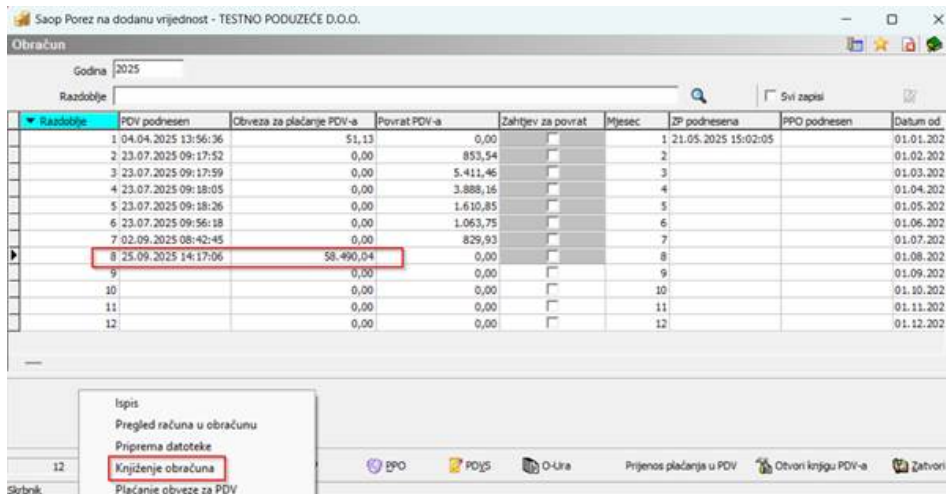 Saop Porez na dodanu vrijednost - TESTNO PODUZEĆE D.O.O.
Obračun
Godina 2025
Razdoblje Svi zapisi
Razdoblje PDV podnesen Obveza za plaćanje PDV-a Povrat PDV-a Zahtjev za povrat Mjesec ZP podnesena PPO podnesen Datum od
1 04.04.2025 13:56:36 51,13 0,00 1 21.05.2025 15:02:05 01.01.202
2 23.07.2025 09:17:52 0,00 853,54 2 01.02.202
3 23.07.2025 09:17:59 0,00 5.411,46 3 01.03.202
4 23.07.2025 09:18:05 0,00 3.888,16 4 01.04.202
5 23.07.2025 09:18:26 0,00 1.610,85 5 01.05.202
6 23.07.2025 09:56:18 0,00 1.063,75 6 01.06.202
7 02.09.2025 08:42:45 0,00 829,93 7 01.07.202
8 25.09.2025 14:17:06 58.490,04 0,00 8 01.08.202
9 0,00 0,00 9 01.09.202
10 0,00 0,00 10 01.10.202
11 0,00 0,00 11 01.11.202
12 0,00 0,00 12 01.12.202
Ispis
Pregled računa u obračunu
Priprema datoteke
Knjiženje obračuna
Plaćanje obveze za PDV
12 PPO PDVS O-Ura Prijenos plaćanja u PDV Otvori knjigu PDV-a Zatvori
Skrbnik